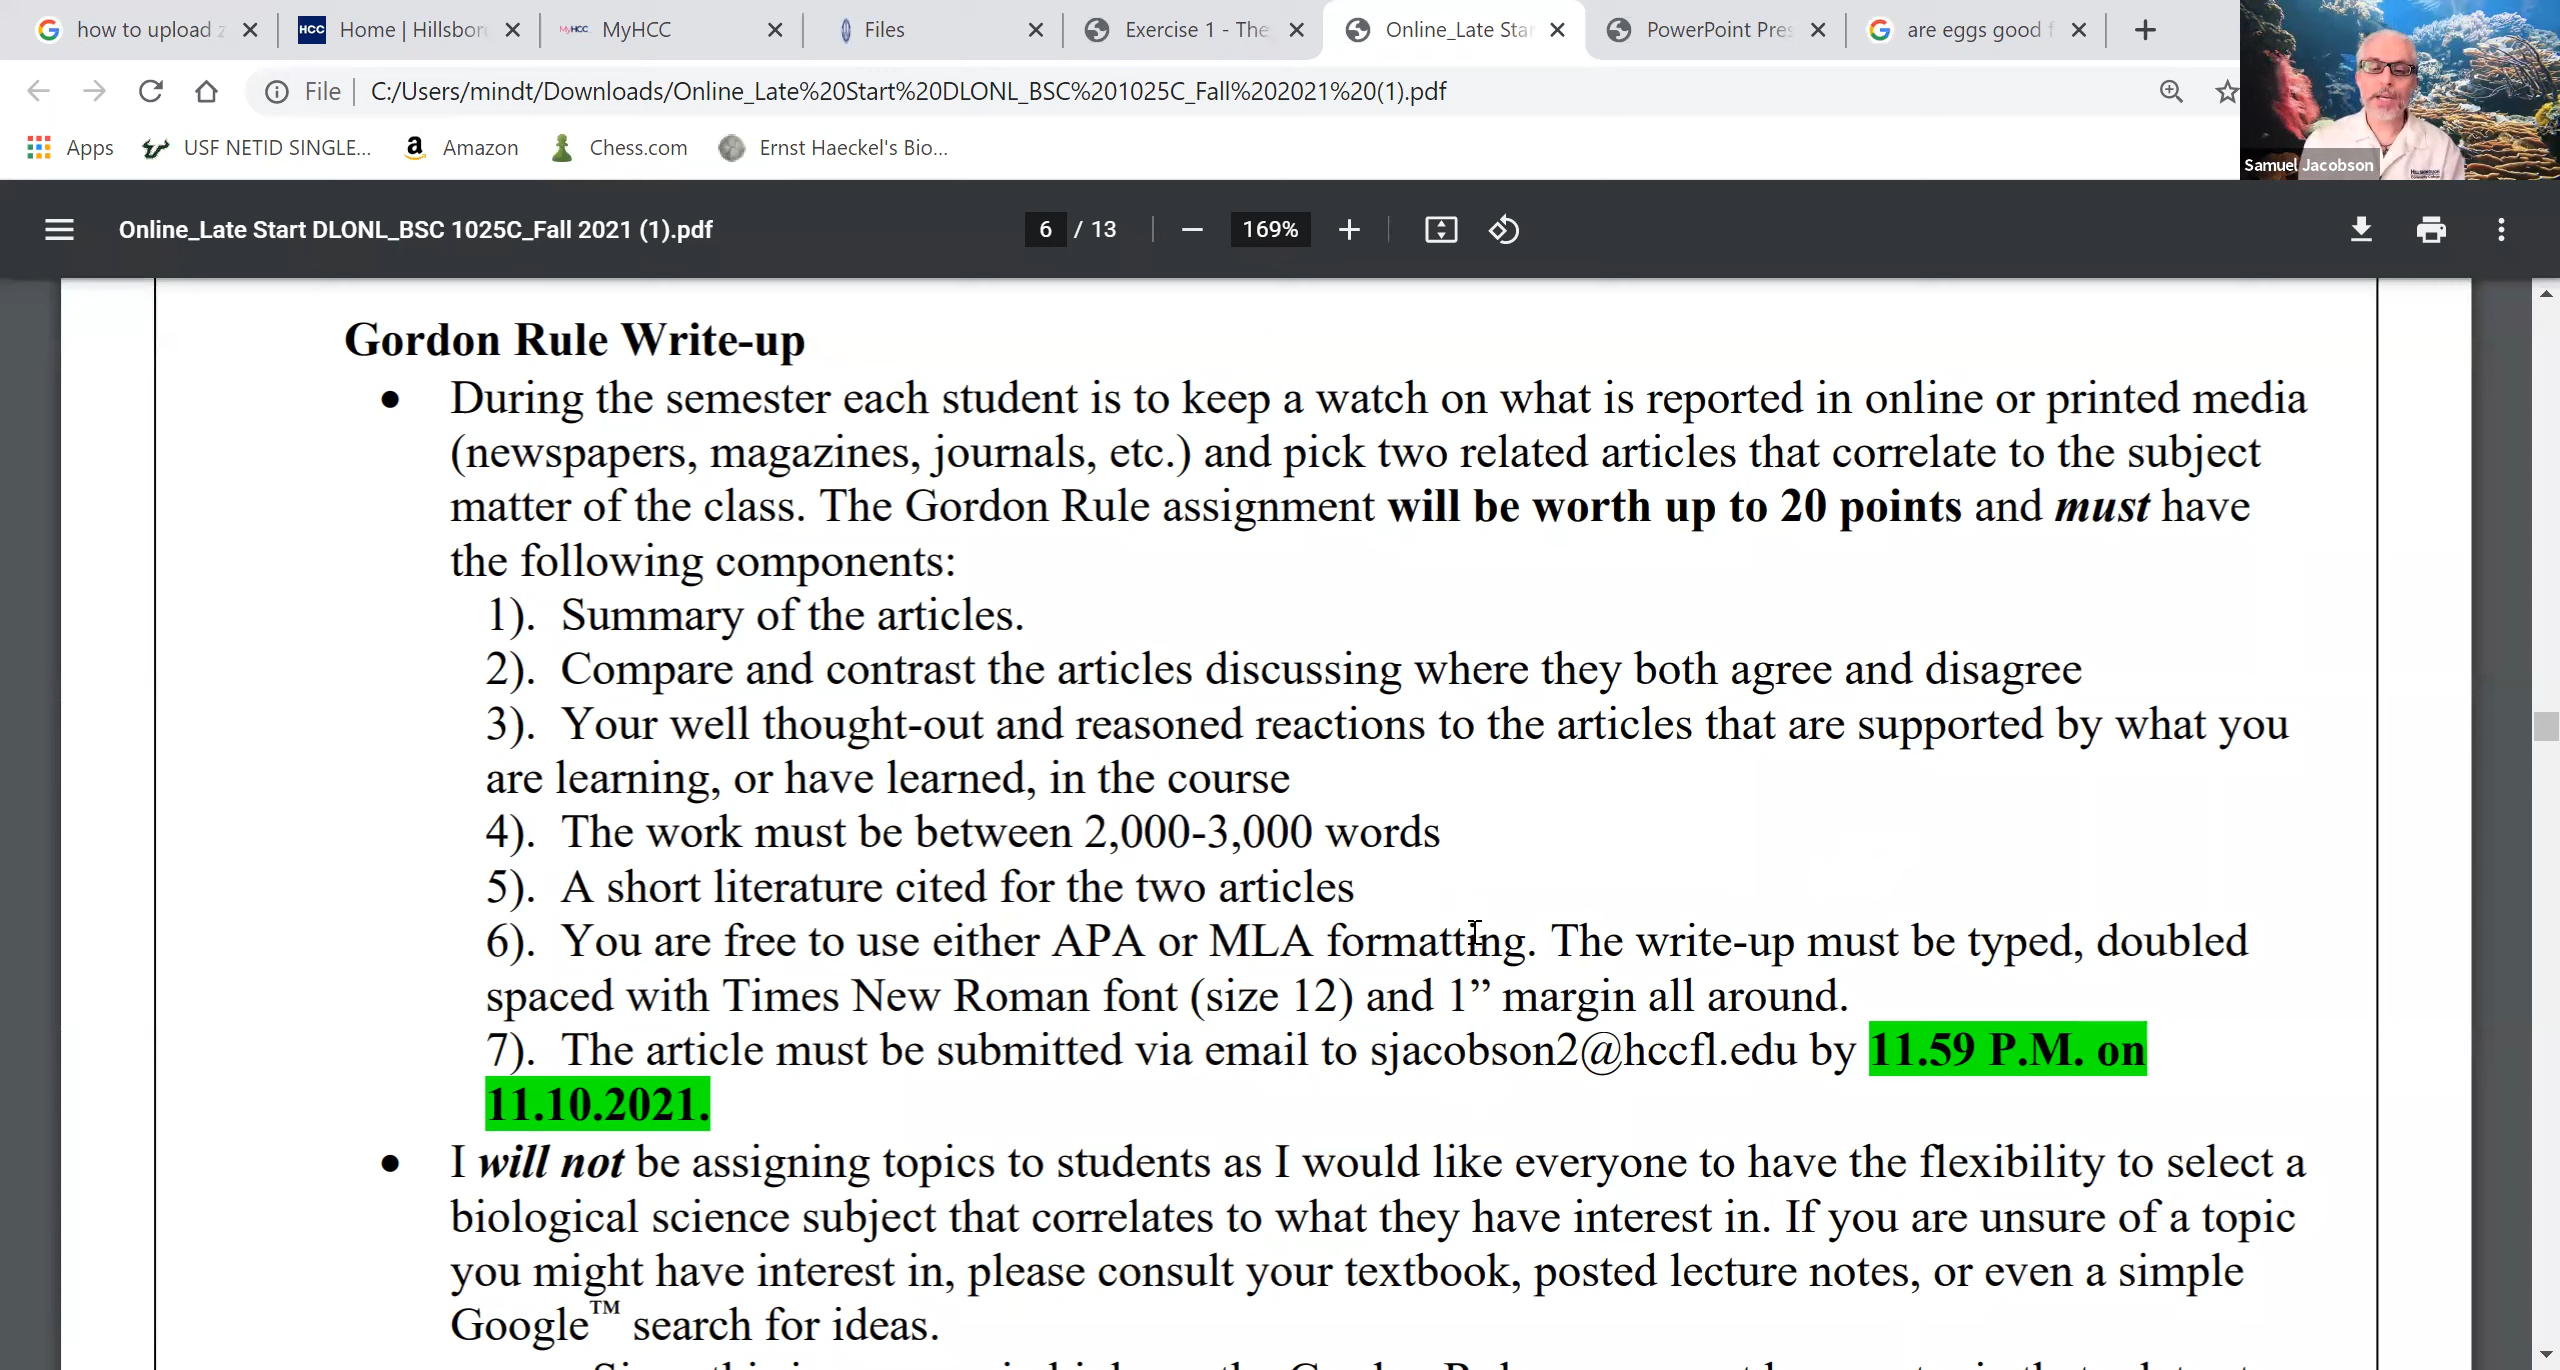 how to upload z
HCC Home | Hillsboro
MyHCC MyHCC
Files
Exercise 1 - The
Online_Late Star
PowerPoint Pres
are eggs good f
File C:/Users/mindt/Downloads/Online_Late%20Start%20DLONL_BSC%201025C_Fall%202021%20(1).pdf
Apps USF NETID SINGLE... Amazon Chess.com Ernst Haeckel's Bio...
Samuel Jacobson
Online_Late Start DLONL_BSC 1025C_Fall 2021 (1).pdf 6 / 13 169%
Gordon Rule Write-up
• During the semester each student is to keep a watch on what is reported in online or printed media
(newspapers, magazines, journals, etc.) and pick two related articles that correlate to the subject
matter of the class. The Gordon Rule assignment will be worth up to 20 points and must have
the following components:
1). Summary of the articles.
2). Compare and contrast the articles discussing where they both agree and disagree
3). Your well thought-out and reasoned reactions to the articles that are supported by what you
are learning, or have learned, in the course
4). The work must be between 2,000-3,000 words
5). A short literature cited for the two articles
6). You are free to use either APA or MLA formatting. The write-up must be typed, doubled
spaced with Times New Roman font (size 12) and 1” margin all around.
7). The article must be submitted via email to sjacobson2@hccfl.edu by 11.59 P.M. on
11.10.2021.
• I will not be assigning topics to students as I would like everyone to have the flexibility to select a
biological science subject that correlates to what they have interest in. If you are unsure of a topic
you might have interest in, please consult your textbook, posted lecture notes, or even a simple
Google™ search for ideas.